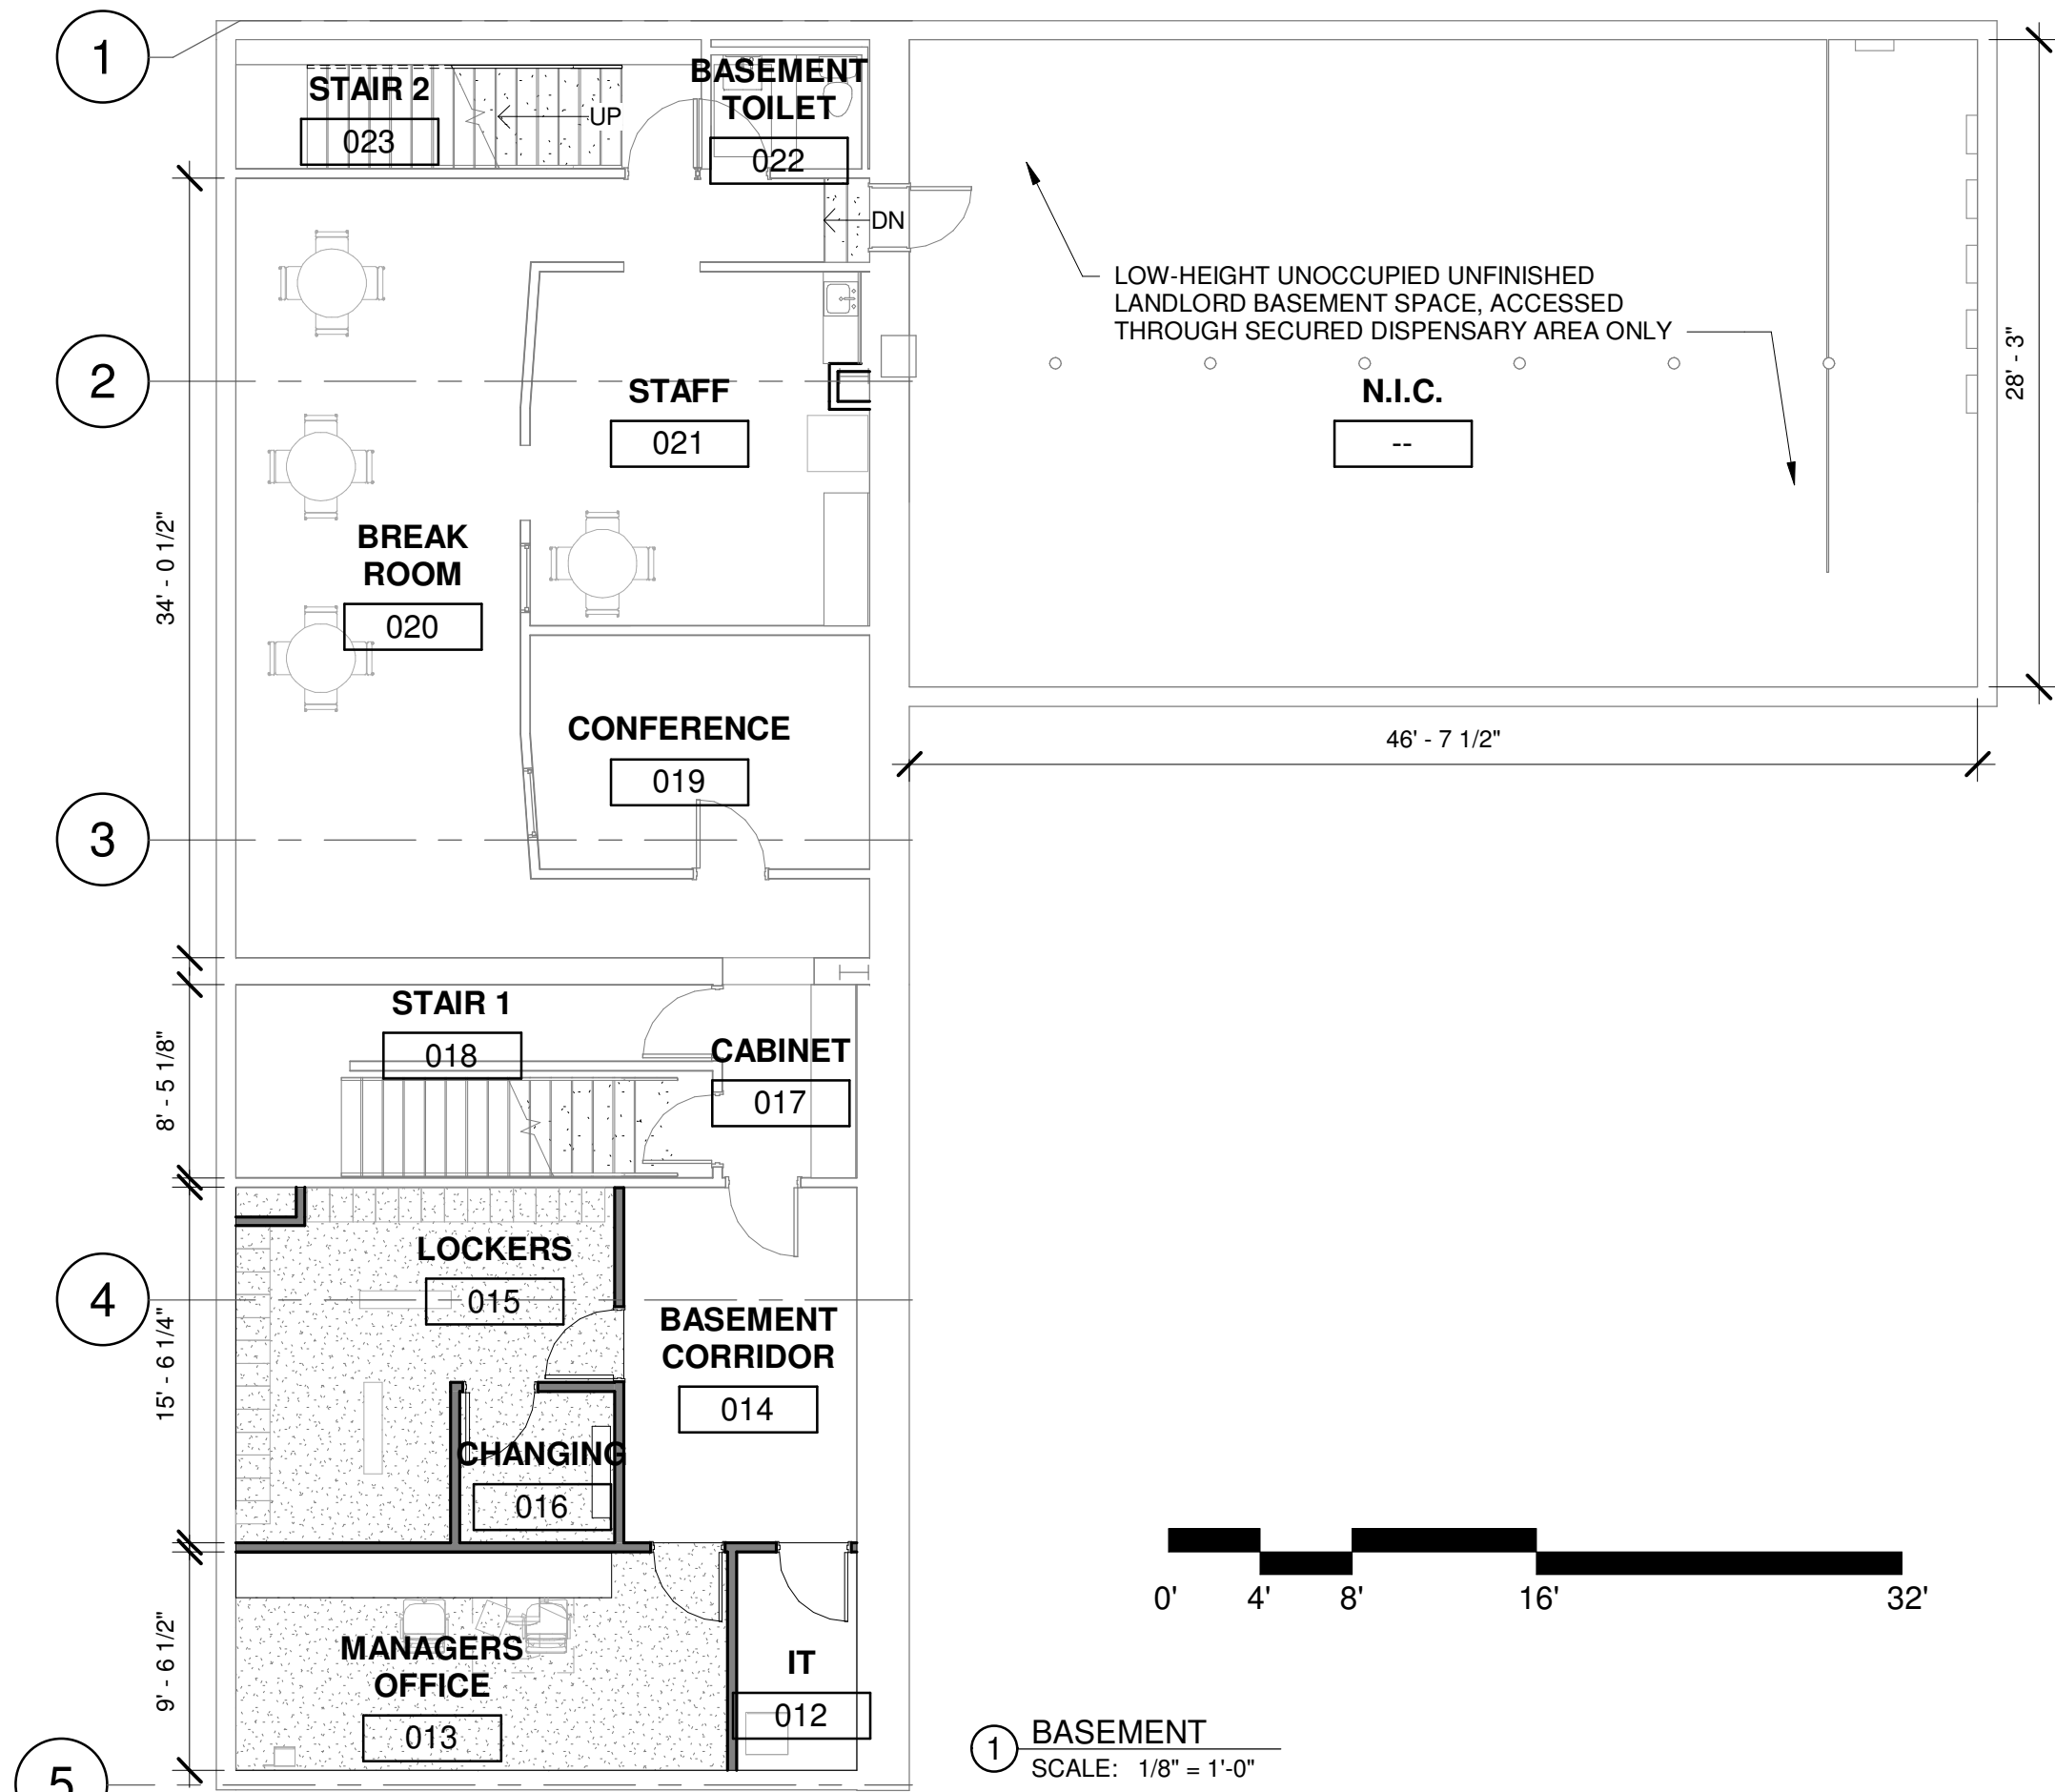 1
STAIR 2
023
UP
BASEMENT
TOILET
022
DN
LOW-HEIGHT UNOCCUPIED UNFINISHED
LANDLORD BASEMENT SPACE, ACCESSED
THROUGH SECURED DISPENSARY AREA ONLY
28' - 3"
2
STAFF
021
N.I.C.
--
34' - 0 1/2"
BREAK
ROOM
020
CONFERENCE
019
46' - 7 1/2"
3
STAIR 1
018
CABINET
017
8' - 5 1/8"
LOCKERS
015
4
15' - 6 1/4"
BASEMENT
CORRIDOR
014
CHANGING
016
0' 4' 8' 16' 32'
MANAGERS
OFFICE
013
9' - 6 1/2"
IT
012
1 BASEMENT
SCALE: 1/8" = 1'-0"
5